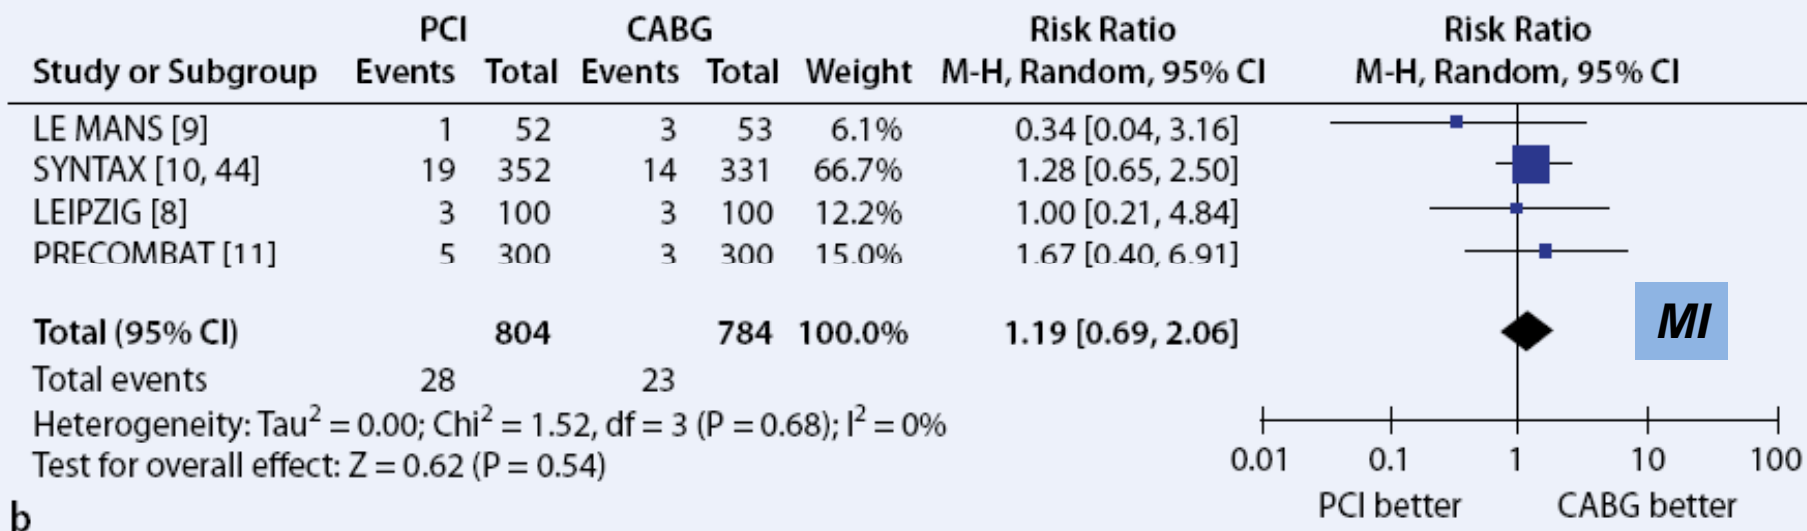 PCI CABG Risk Ratio Risk Ratio
Study or Subgroup Events Total Events Total Weight M-H, Random, 95% CI M-H, Random, 95% CI
LE MANS [9] 1 52 3 53 6.1% 0.34 [0.04, 3.16]
SYNTAX [10, 44] 19 352 14 331 66.7% 1.28 [0.65, 2.50]
LEIPZIG [8] 3 100 3 100 12.2% 1.00 [0.21, 4.84]
PRECOMBAT [11] 5 300 3 300 15.0% 1.67 [0.40, 6.91]
Total (95% CI) 804 784 100.0% 1.19 [0.69, 2.06] MI
Total events 28 23
Heterogeneity: Tau² = 0.00; Chi² = 1.52, df = 3 (P = 0.68); I² = 0%
Test for overall effect: Z = 0.62 (P = 0.54)
0.01 0.1 1 10 100
PCI better CABG better
b